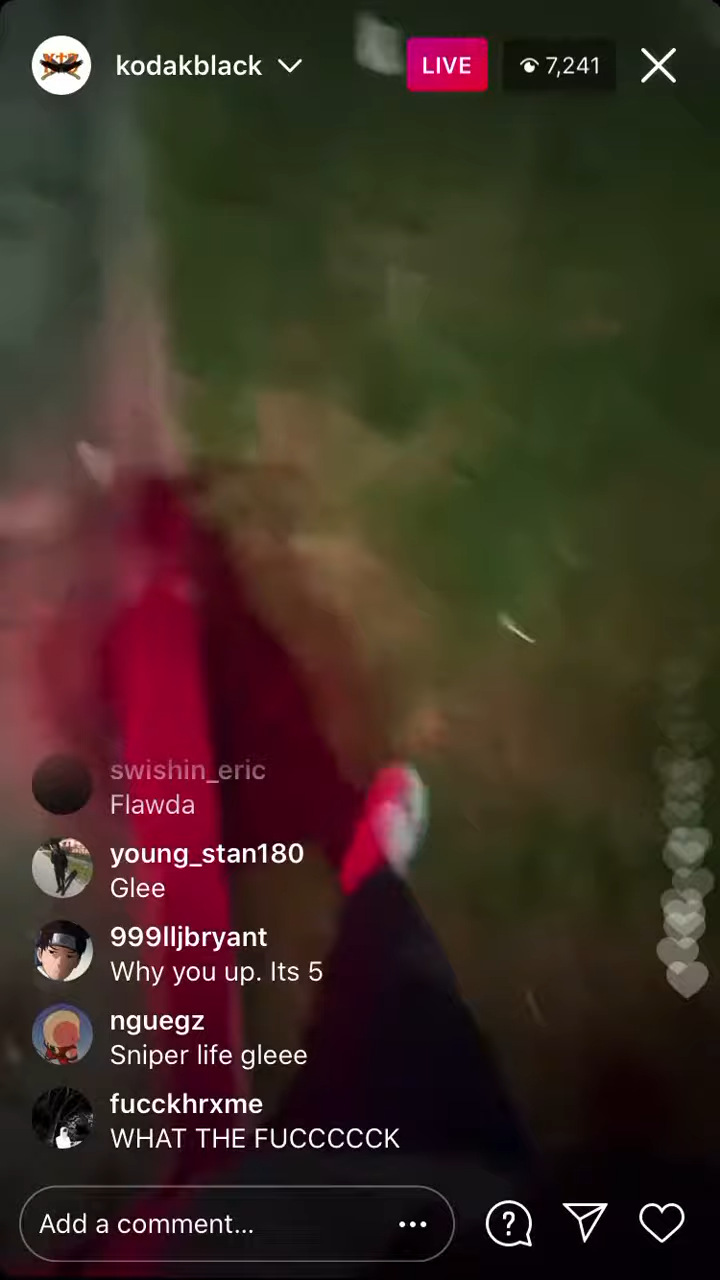 kodakblack
LIVE
7,241
swishin_eric
Flawda
young_stan180
Glee
999lljbryant
Why you up. Its 5
nguegz
Sniper life gleee
fucckhrxme
WHAT THE FUCCCCCK
Add a comment...